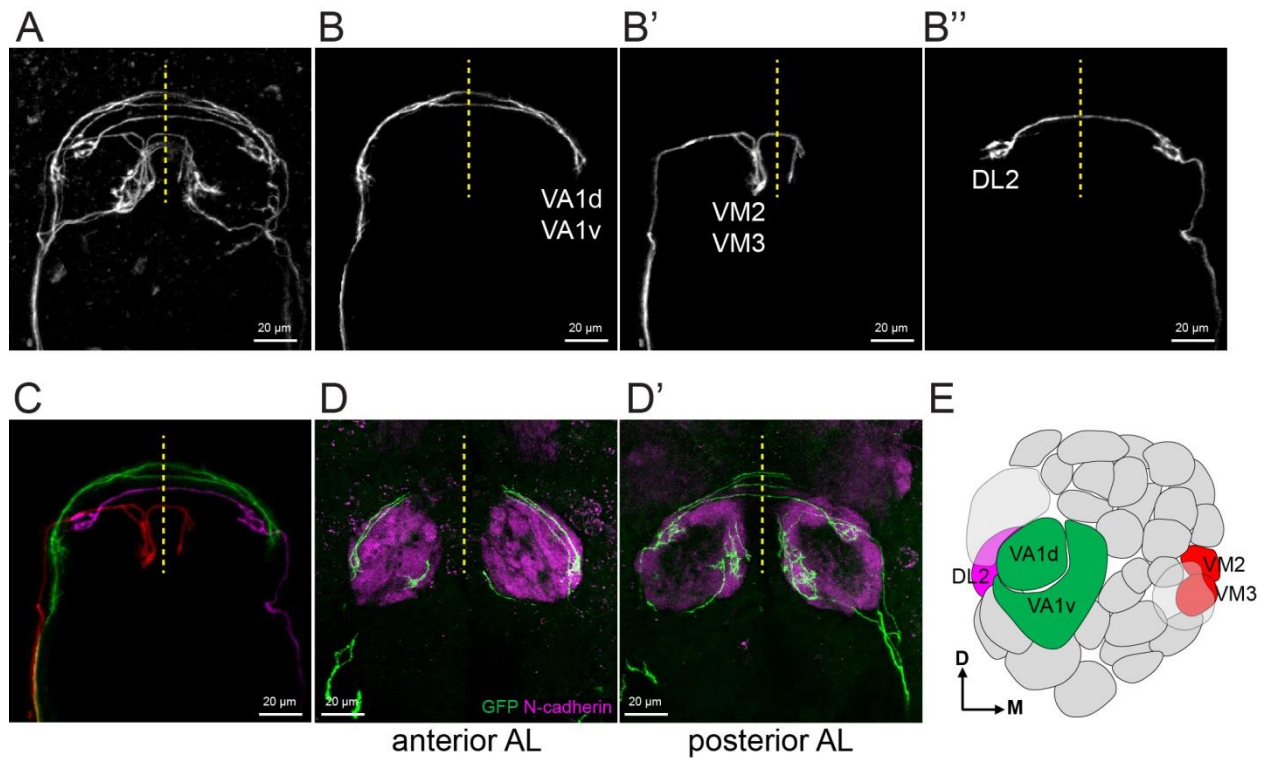 A
B
B’
B’’
VA1d
VA1v
VM2
VM3
DL2
20 µm
20 µm
20 µm
20 µm
C
D
D’
E
VA1d
DL2
VA1v
VM2
VM3
D
M
20 µm
20 µm
GFP N-cadherin
20 µm
anterior AL
posterior AL